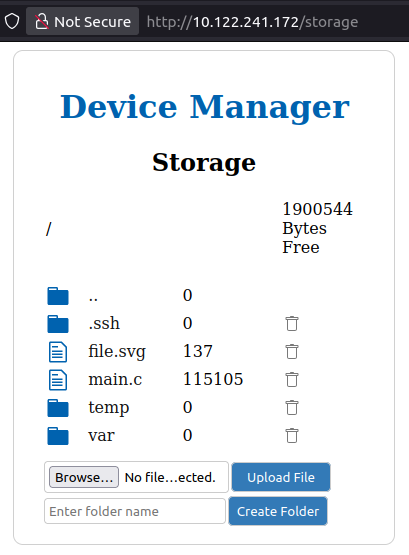 Not Secure http://10.122.241.172/storage
Device Manager
Storage
/ 1900544
Bytes
Free
.. 0
.ssh 0
file.svg 137
main.c 115105
temp 0
var 0
Browse... No file...ected. Upload File
Enter folder name Create Folder